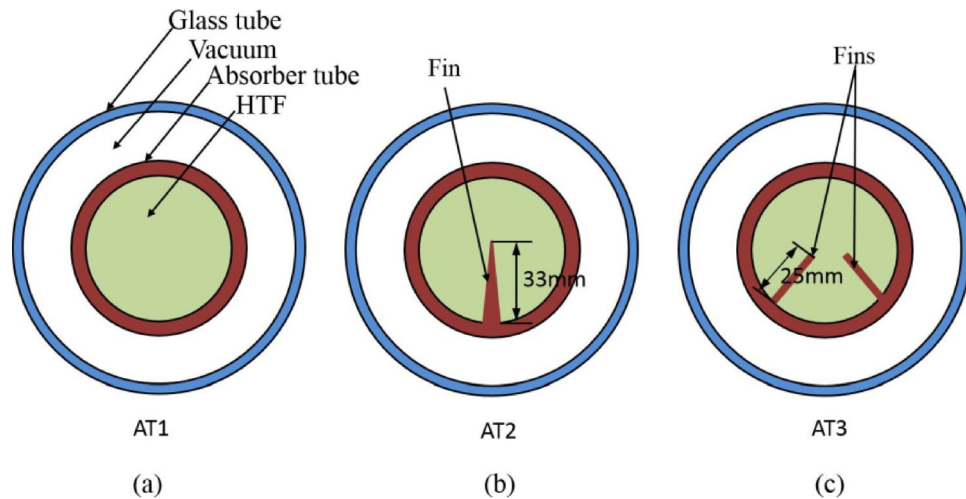 Glass tube
Vacuum
Absorber tube
HTF
Fin
Fins
33mm
25mm
AT1
AT2
AT3
(a)
(b)
(c)